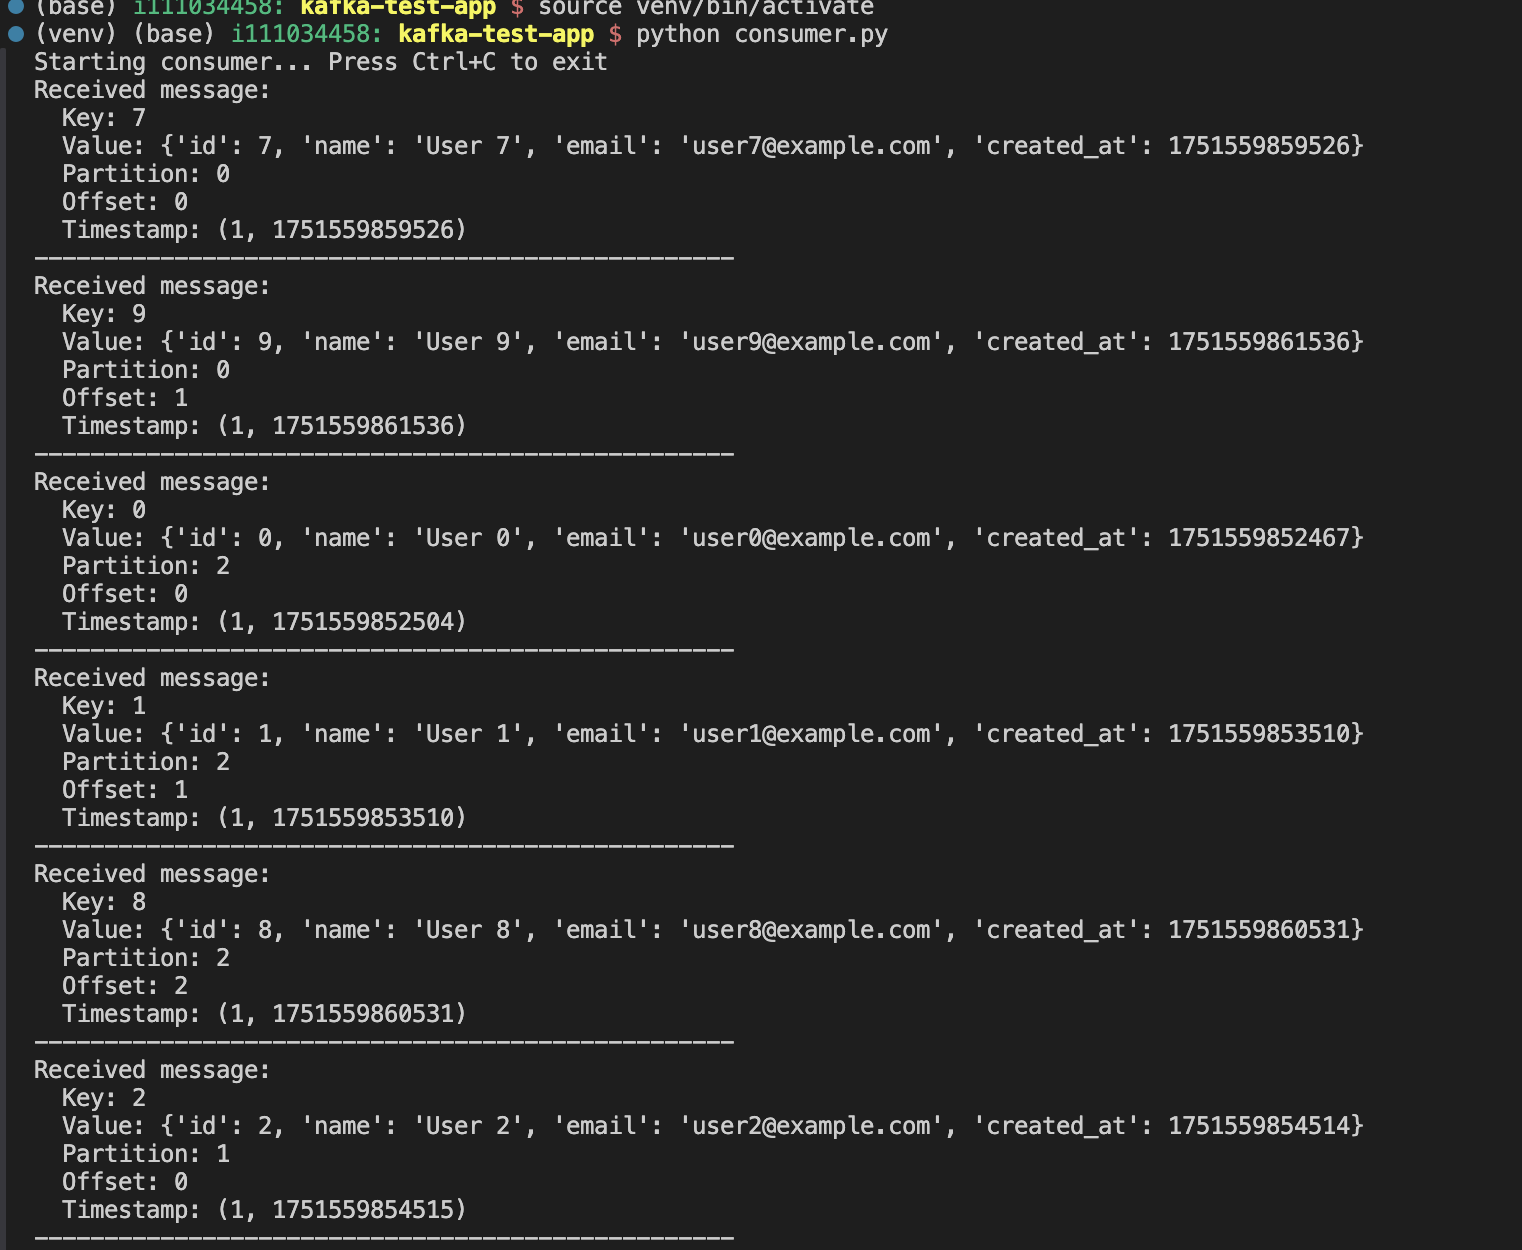 (base) i111034458: kafka-test-app $ source venv/bin/activate
(venv) (base) i111034458: kafka-test-app $ python consumer.py
Starting consumer... Press Ctrl+C to exit
Received message:
  Key: 7
  Value: {'id': 7, 'name': 'User 7', 'email': 'user7@example.com', 'created_at': 1751559859526}
  Partition: 0
  Offset: 0
  Timestamp: (1, 1751559859526)
--------------------------------------------------
Received message:
  Key: 9
  Value: {'id': 9, 'name': 'User 9', 'email': 'user9@example.com', 'created_at': 1751559861536}
  Partition: 0
  Offset: 1
  Timestamp: (1, 1751559861536)
--------------------------------------------------
Received message:
  Key: 0
  Value: {'id': 0, 'name': 'User 0', 'email': 'user0@example.com', 'created_at': 1751559852467}
  Partition: 2
  Offset: 0
  Timestamp: (1, 1751559852504)
--------------------------------------------------
Received message:
  Key: 1
  Value: {'id': 1, 'name': 'User 1', 'email': 'user1@example.com', 'created_at': 1751559853510}
  Partition: 2
  Offset: 1
  Timestamp: (1, 1751559853510)
--------------------------------------------------
Received message:
  Key: 8
  Value: {'id': 8, 'name': 'User 8', 'email': 'user8@example.com', 'created_at': 1751559860531}
  Partition: 2
  Offset: 2
  Timestamp: (1, 1751559860531)
--------------------------------------------------
Received message:
  Key: 2
  Value: {'id': 2, 'name': 'User 2', 'email': 'user2@example.com', 'created_at': 1751559854514}
  Partition: 1
  Offset: 0
  Timestamp: (1, 1751559854515)
--------------------------------------------------